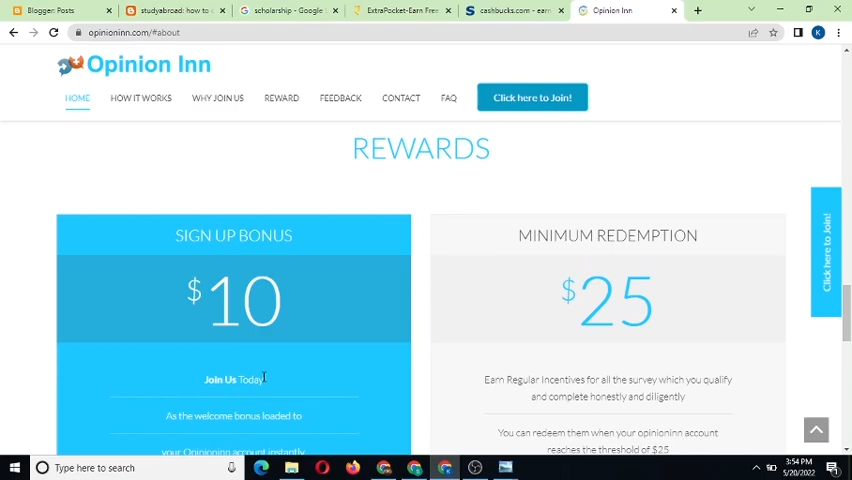 Blogger: Posts
studyabroad: how to
scholarship - Google
ExtraPocket-Earn Free
cashbucks.com – earn
Opinion Inn
opinioninn.com/#about
K
Opinion Inn
HOME
HOW IT WORKS
WHY JOIN US
REWARD
FEEDBACK
CONTACT
FAQ
Click here to Join!
REWARDS
Click here to Join!
SIGN UP BONUS
$10
Join Us Today
As the welcome bonus loaded to
your Opinioninn account instantly
MINIMUM REDEMPTION
$25
Earn Regular Incentives for all the survey which you qualify
and complete honestly and diligently
You can redeem them when your opinioninn account
reaches the threshold of $25
Type here to search
3:54 PM
5/20/2022